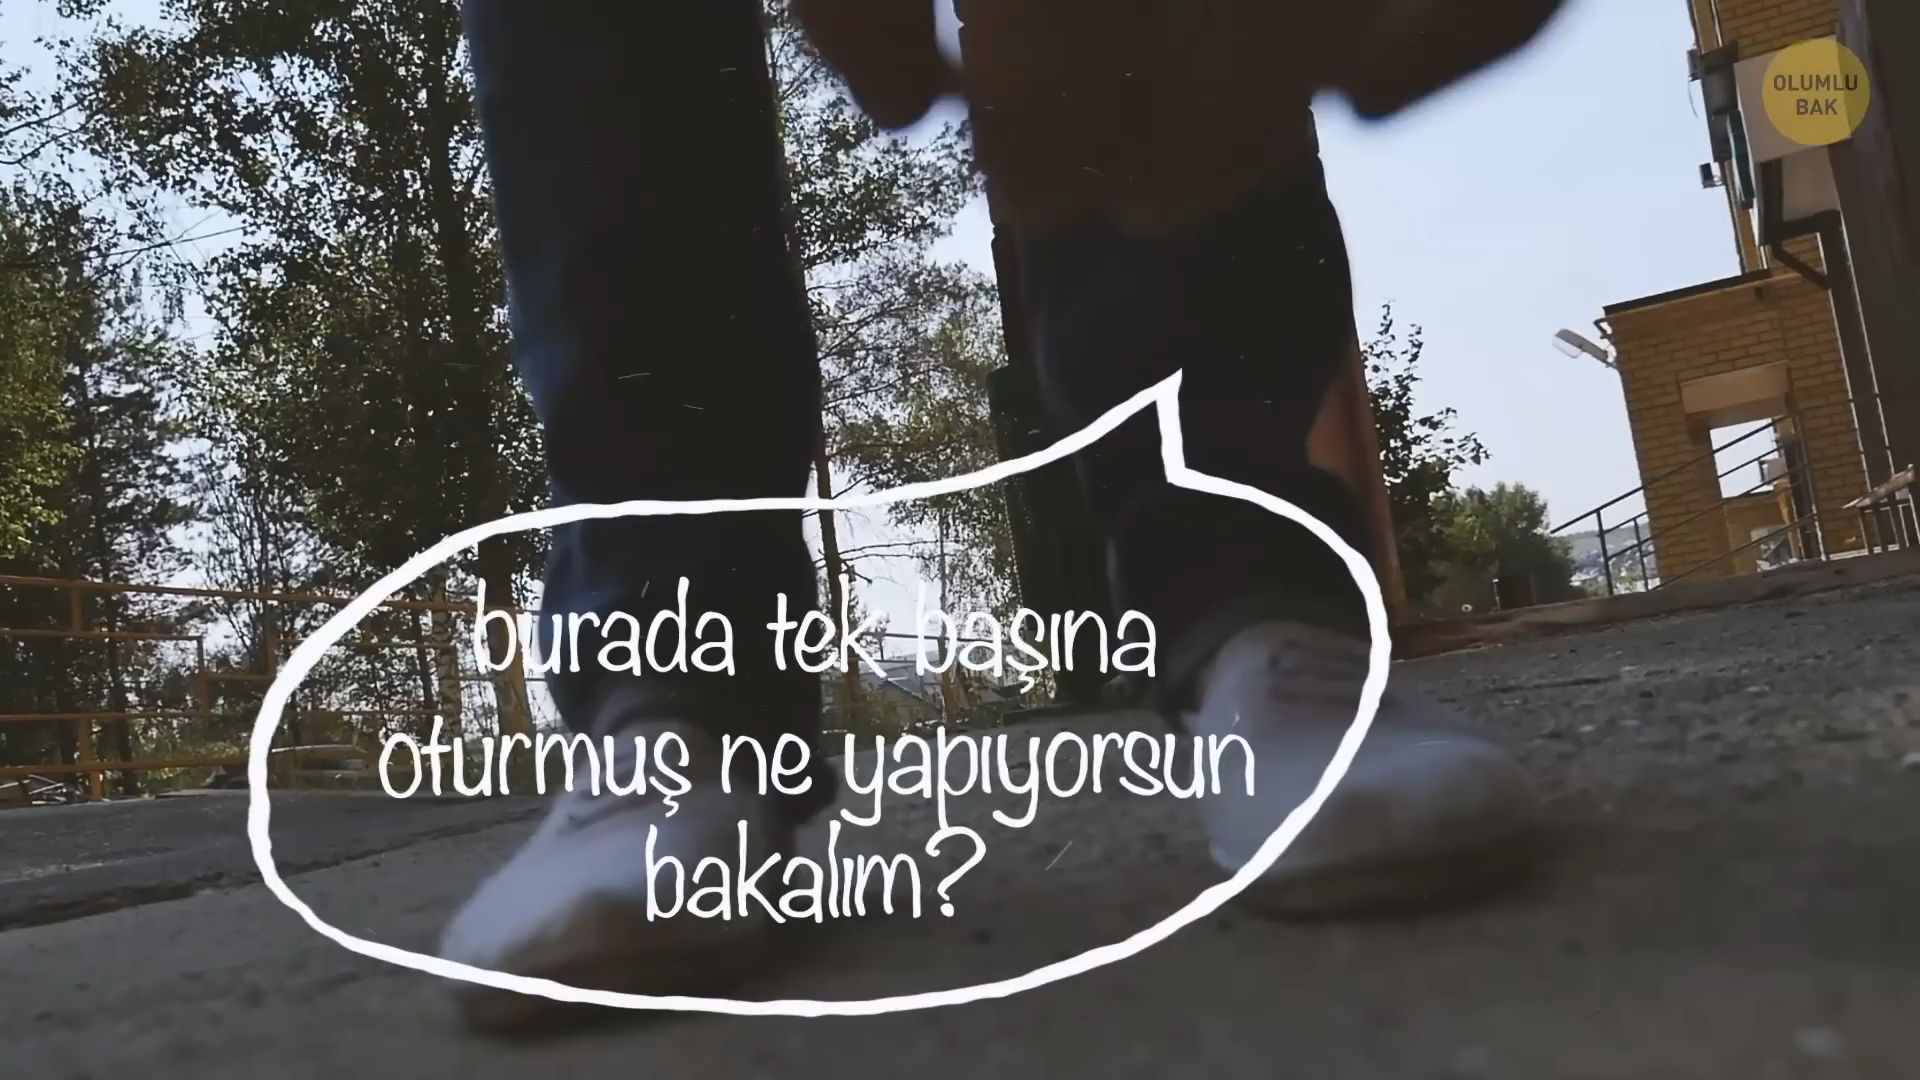 OLUMLU
BAK
burada tek başına
oturmuş ne yapıyorsun
bakalım?